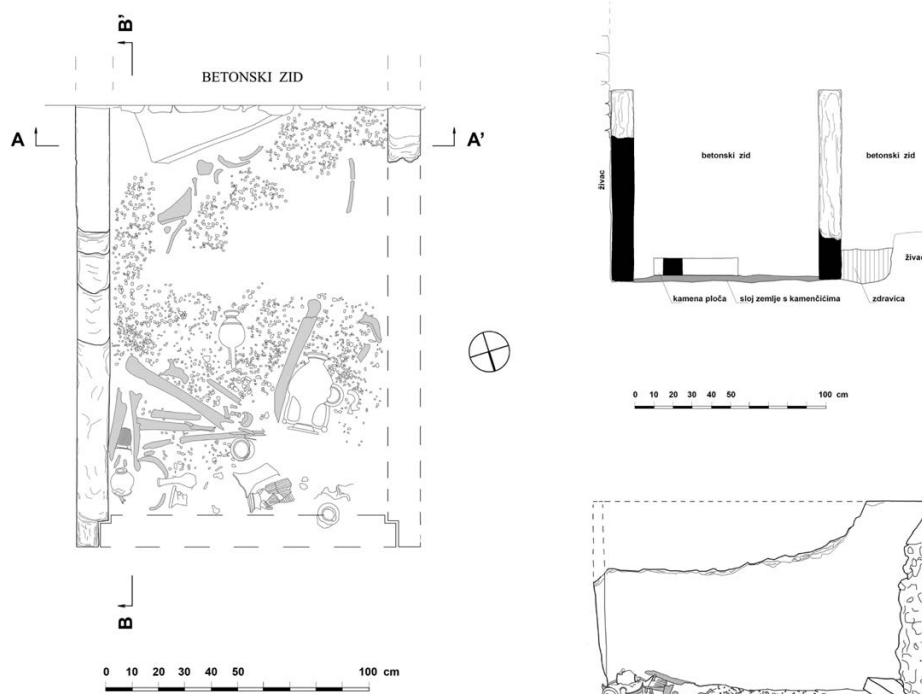 B'
BETONSKI ZID
A
A'
B
0 10 20 30 40 50 100 cm
betonski zid
betonski zid
živac
živac
kamena ploča
sloj zemlje s kamenčićima
zdravica
0 10 20 30 40 50 100 cm